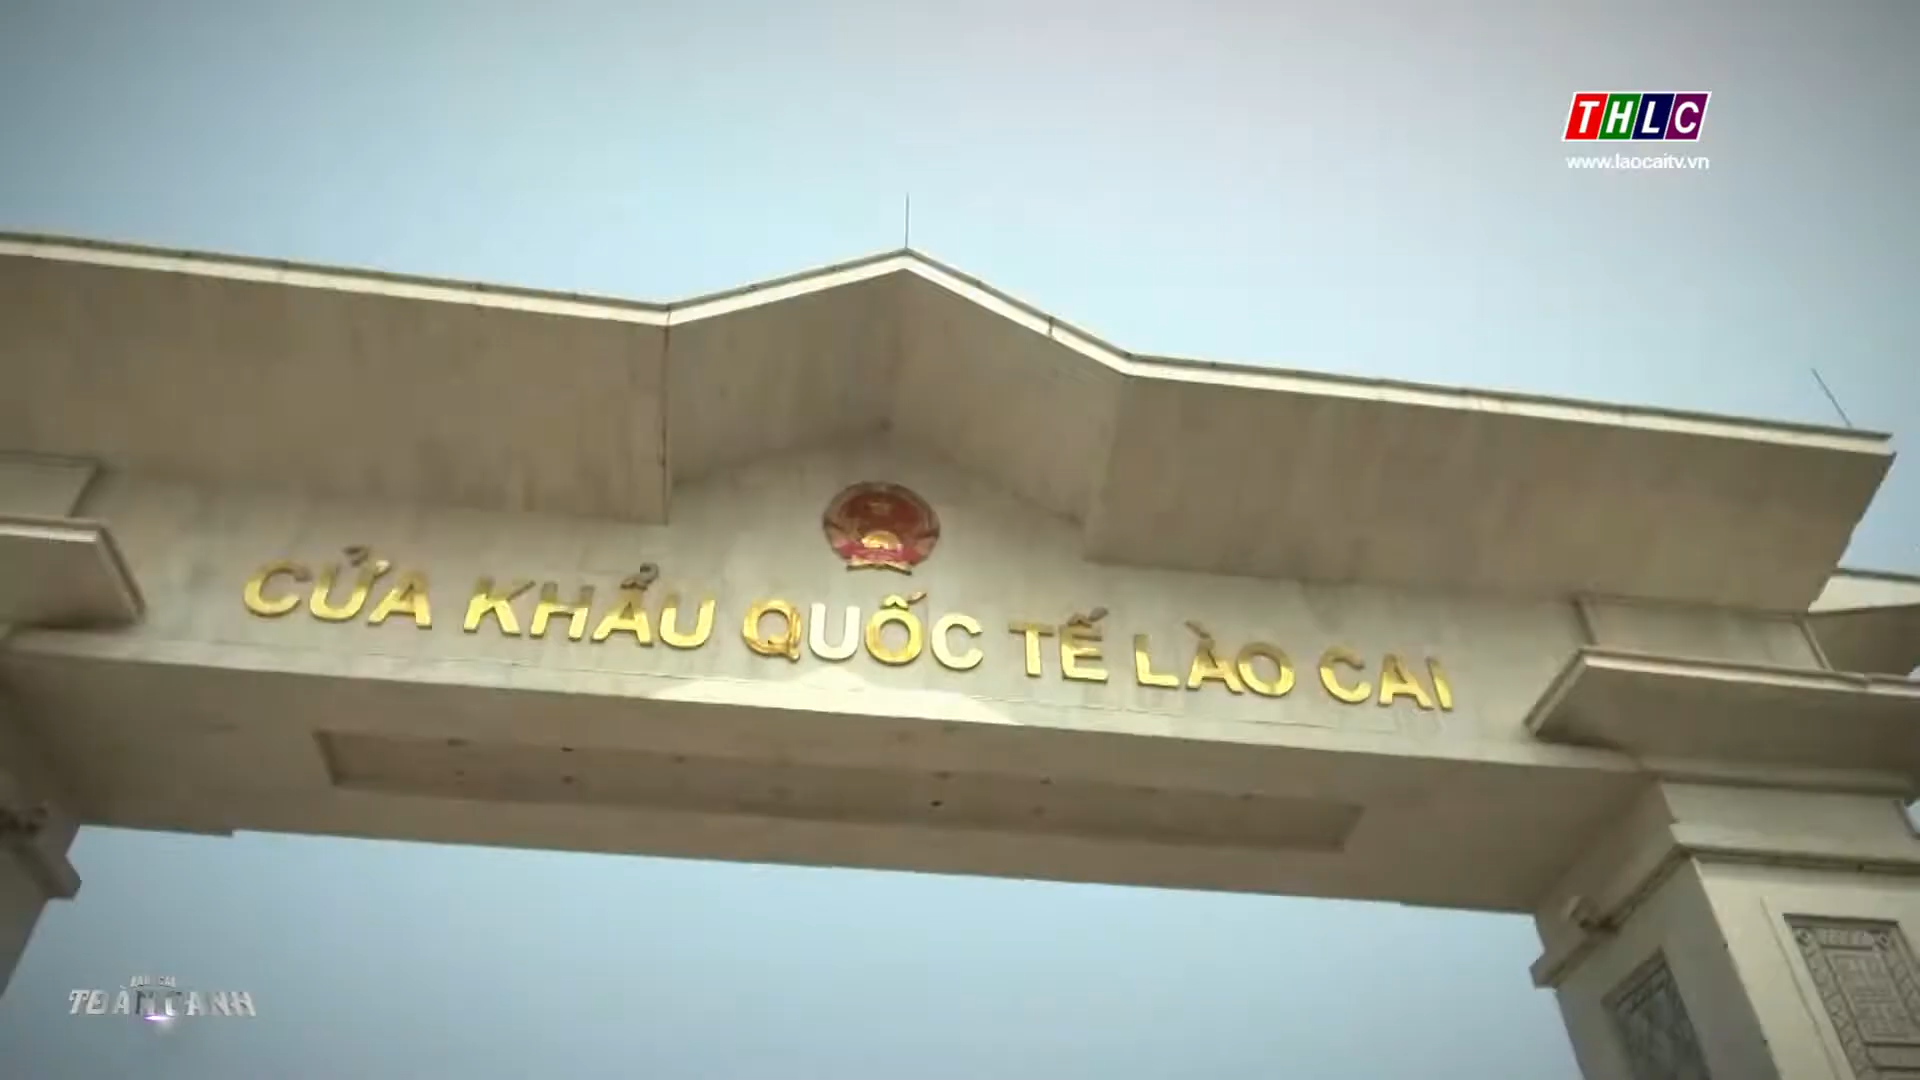 THLC
www.laocaitv.vn
CỬA KHẨU QUỐC TẾ LÀO CAI
TOÀN CẢNH